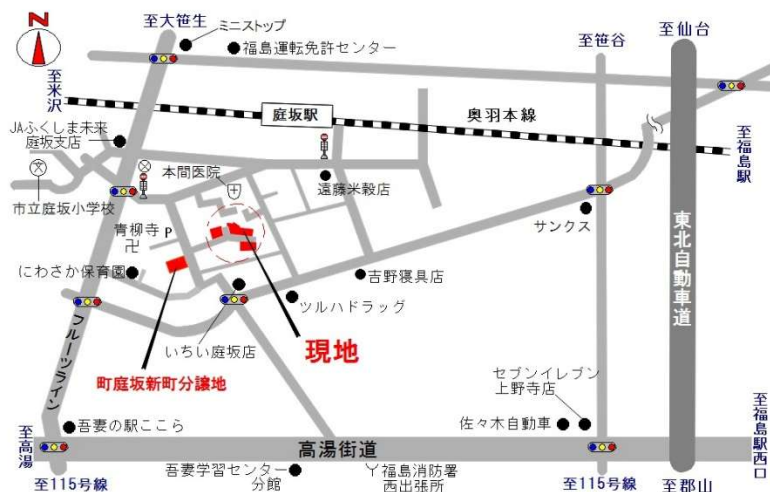 N
至大笹生
ミニストップ
福島運転免許センター
至笹谷
至仙台
至米沢
庭坂駅
奥羽本線
至福島駅
JAふくしま未来
庭坂支店
本間医院
遠藤米穀店
市立庭坂小学校
青柳寺
P
卍
サンクス
東北自動車道
にわさか保育園
吉野寝具店
ツルハドラッグ
いちい庭坂店
現地
町庭坂新町分譲地
フルーツライン
セブンイレブン
上野寺店
吾妻の駅ここら
佐々木自動車
至高湯
高湯街道
至福島駅西口
吾妻学習センター
分館
福島消防署
西出張所
至115号線
至115号線
至郡山